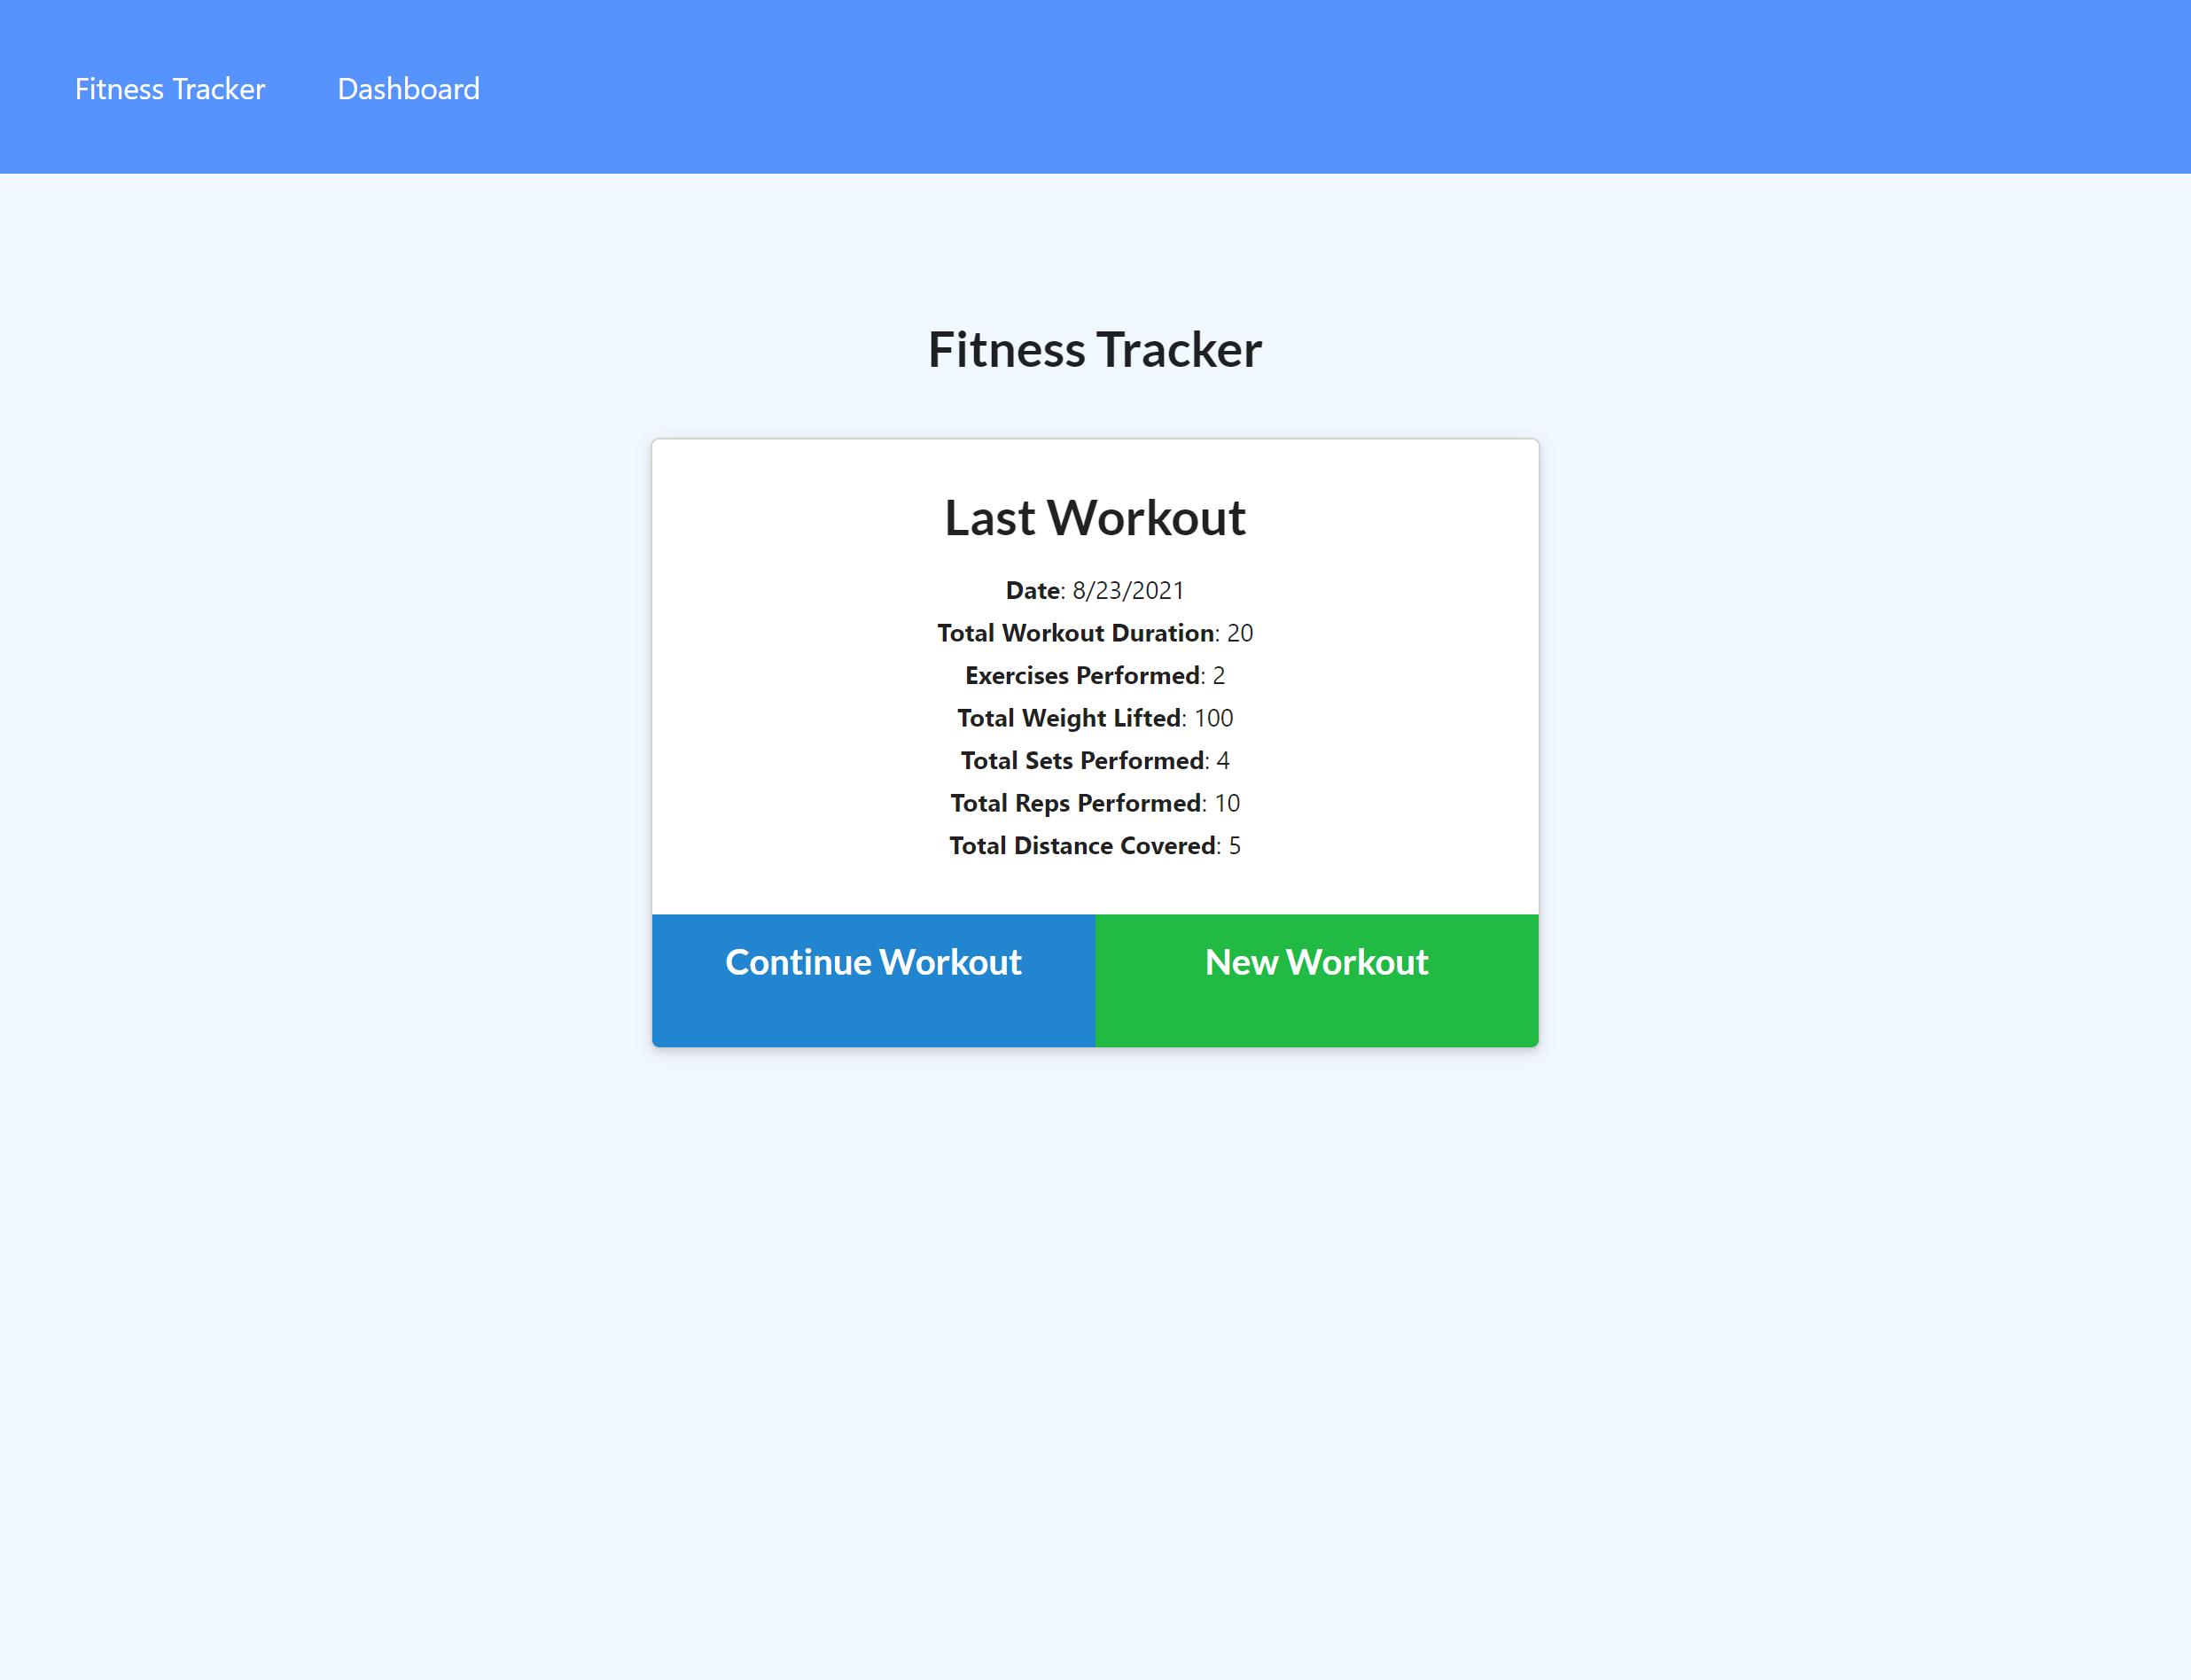 Fitness Tracker Dashboard
Fitness Tracker
Last Workout
Date: 8/23/2021
Total Workout Duration: 20
Exercises Performed: 2
Total Weight Lifted: 100
Total Sets Performed: 4
Total Reps Performed: 10
Total Distance Covered: 5
Continue Workout New Workout